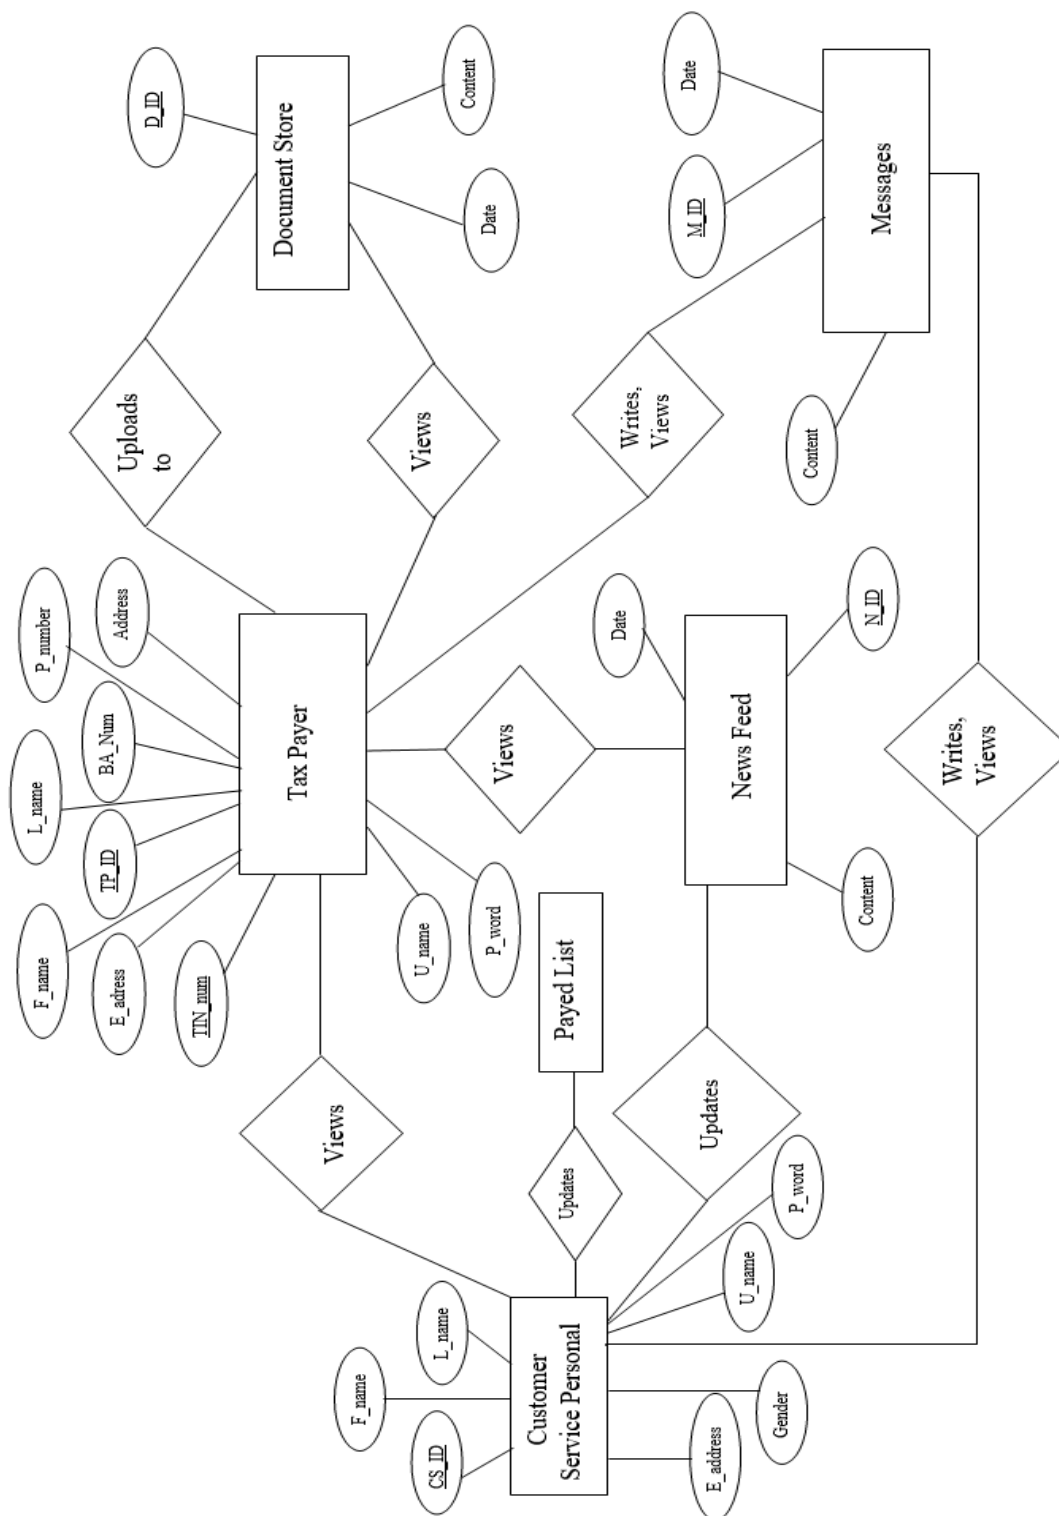 F_name
L_name
P_number
E_adress
TP_ID
BA_Num
Address
TIN_num
Tax Payer
U_name
P_word
Uploads
to
D_ID
Document Store
Content
Date
Views
Writes,
Views
Date
M_ID
Messages
Content
Views
Date
News Feed
N_ID
Content
Writes,
Views
Views
Payed List
Updates
Updates
F_name
L_name
CS_ID
Customer
Service Personal
P_word
U_name
Gender
E_address